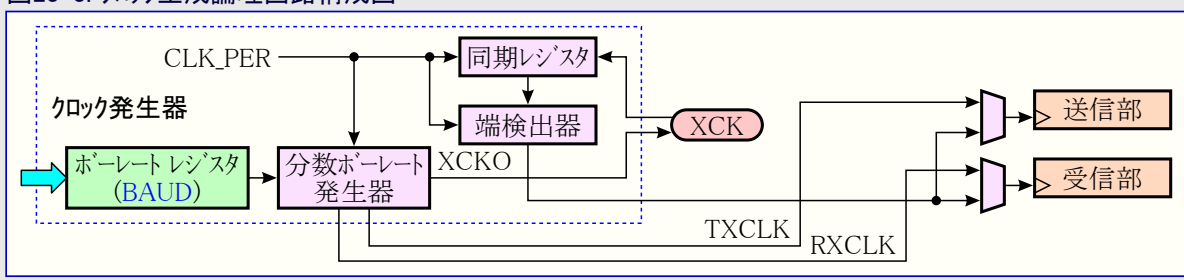 CLK_PER
同期レジスタ
クロック発生器
端検出器
XCK
送信部
ボーレート レジスタ
(BAUD)
分数ボーレート
発生器
XCKO
受信部
TXCLK
RXCLK